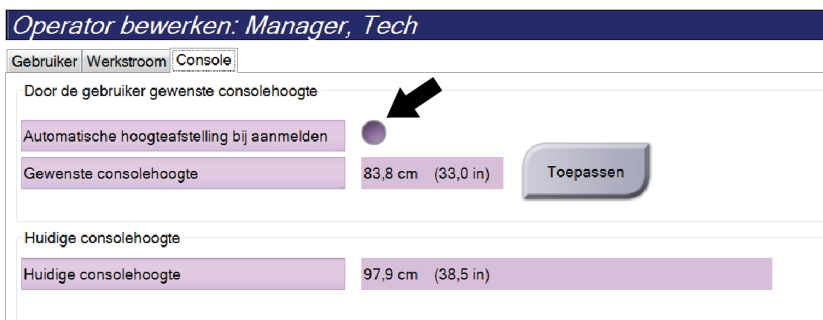 Operator bewerken: Manager, Tech
Gebruiker Werkstroom Console
Door de gebruiker gewenste consolehoogte
Automatische hoogteafstelling bij aanmelden
Gewenste consolehoogte 83,8 cm (33,0 in) Toepassen
Huidige consolehoogte
Huidige consolehoogte 97,9 cm (38,5 in)